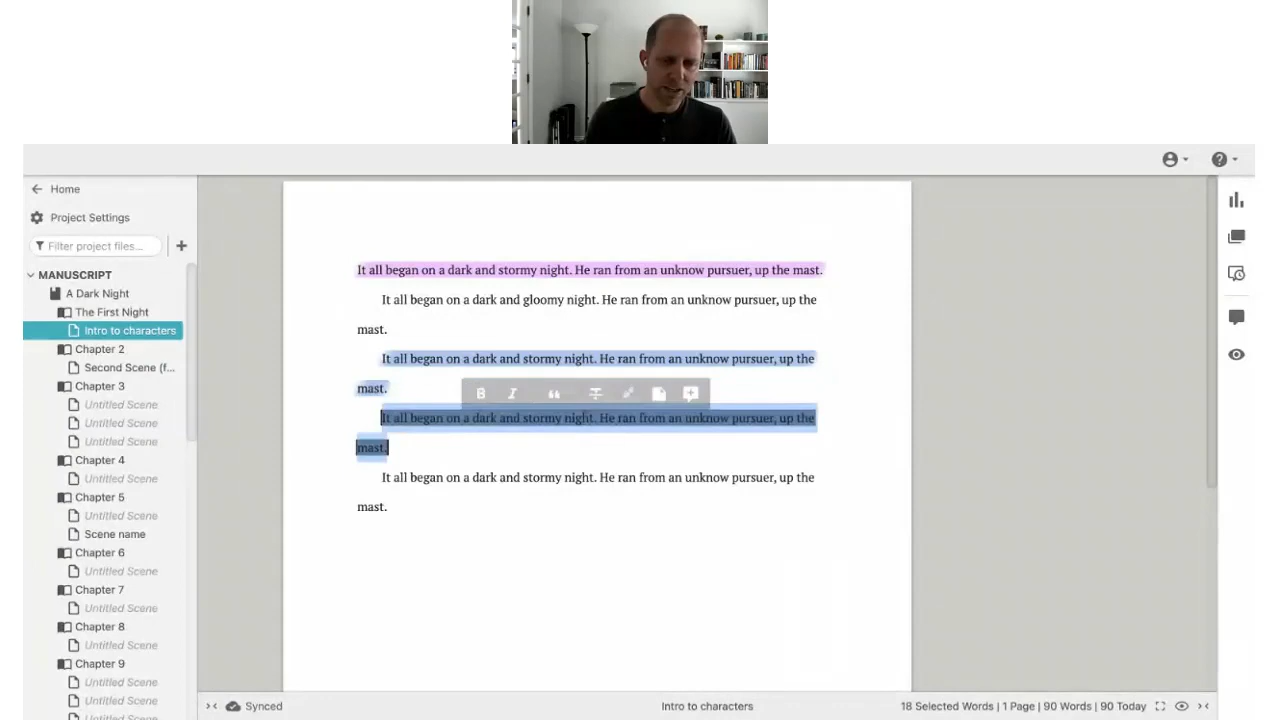 Home
Project Settings
Filter project files...
MANUSCRIPT
A Dark Night
The First Night
Intro to characters
Chapter 2
Second Scene (f...
Chapter 3
Untitled Scene
Untitled Scene
Untitled Scene
Chapter 4
Untitled Scene
Chapter 5
Untitled Scene
Scene name
Chapter 6
Untitled Scene
Chapter 7
Untitled Scene
Chapter 8
Untitled Scene
Chapter 9
Untitled Scene
Untitled Scene
It all began on a dark and stormy night. He ran from an unknow pursuer, up the mast.
It all began on a dark and gloomy night. He ran from an unknow pursuer, up the
mast.
It all began on a dark and stormy night. He ran from an unknow pursuer, up the
mast.
B I
It all began on a dark and stormy night. He ran from an unknow pursuer, up the
mast.
It all began on a dark and stormy night. He ran from an unknow pursuer, up the
mast.
Synced
Intro to characters
18 Selected Words | 1 Page | 90 Words | 90 Today